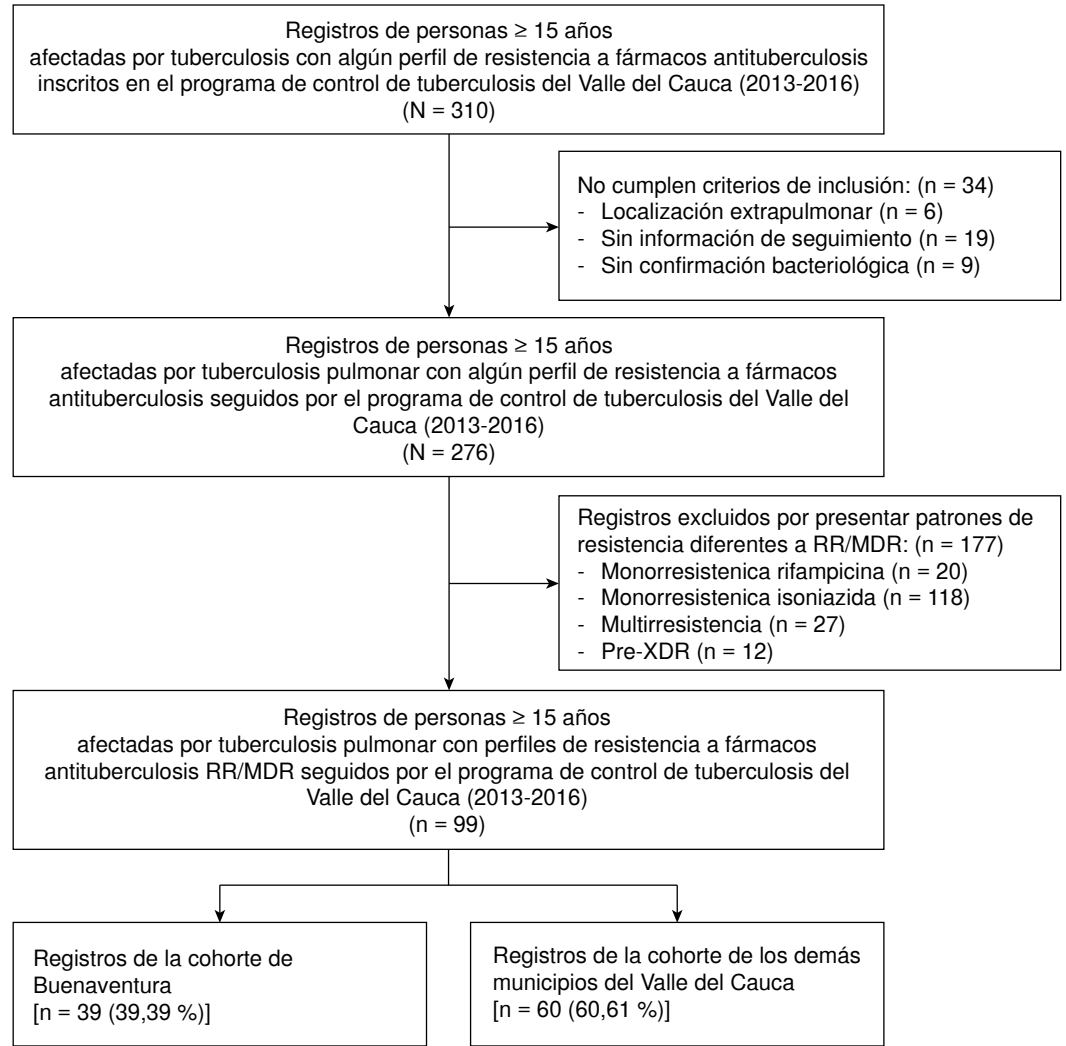 Registros de personas ≥ 15 años
afectadas por tuberculosis con algún perfil de resistencia a fármacos antituberculosis
inscritos en el programa de control de tuberculosis del Valle del Cauca (2013-2016)
(N = 310)
No cumplen criterios de inclusión: (n = 34)
- Localización extrapulmonar (n = 6)
- Sin información de seguimiento (n = 19)
- Sin confirmación bacteriológica (n = 9)
Registros de personas ≥ 15 años
afectadas por tuberculosis pulmonar con algún perfil de resistencia a fármacos
antituberculosis seguidos por el programa de control de tuberculosis del Valle del
Cauca (2013-2016)
(N = 276)
Registros excluidos por presentar patrones de
resistencia diferentes a RR/MDR: (n = 177)
- Monorresistenica rifampicina (n = 20)
- Monorresistenica isoniazida (n = 118)
- Multirresistencia (n = 27)
- Pre-XDR (n = 12)
Registros de personas ≥ 15 años
afectadas por tuberculosis pulmonar con perfiles de resistencia a fármacos
antituberculosis RR/MDR seguidos por el programa de control de tuberculosis del
Valle del Cauca (2013-2016)
(n = 99)
Registros de la cohorte de
Buenaventura
[n = 39 (39,39 %)]
Registros de la cohorte de los demás
municipios del Valle del Cauca
[n = 60 (60,61 %)]